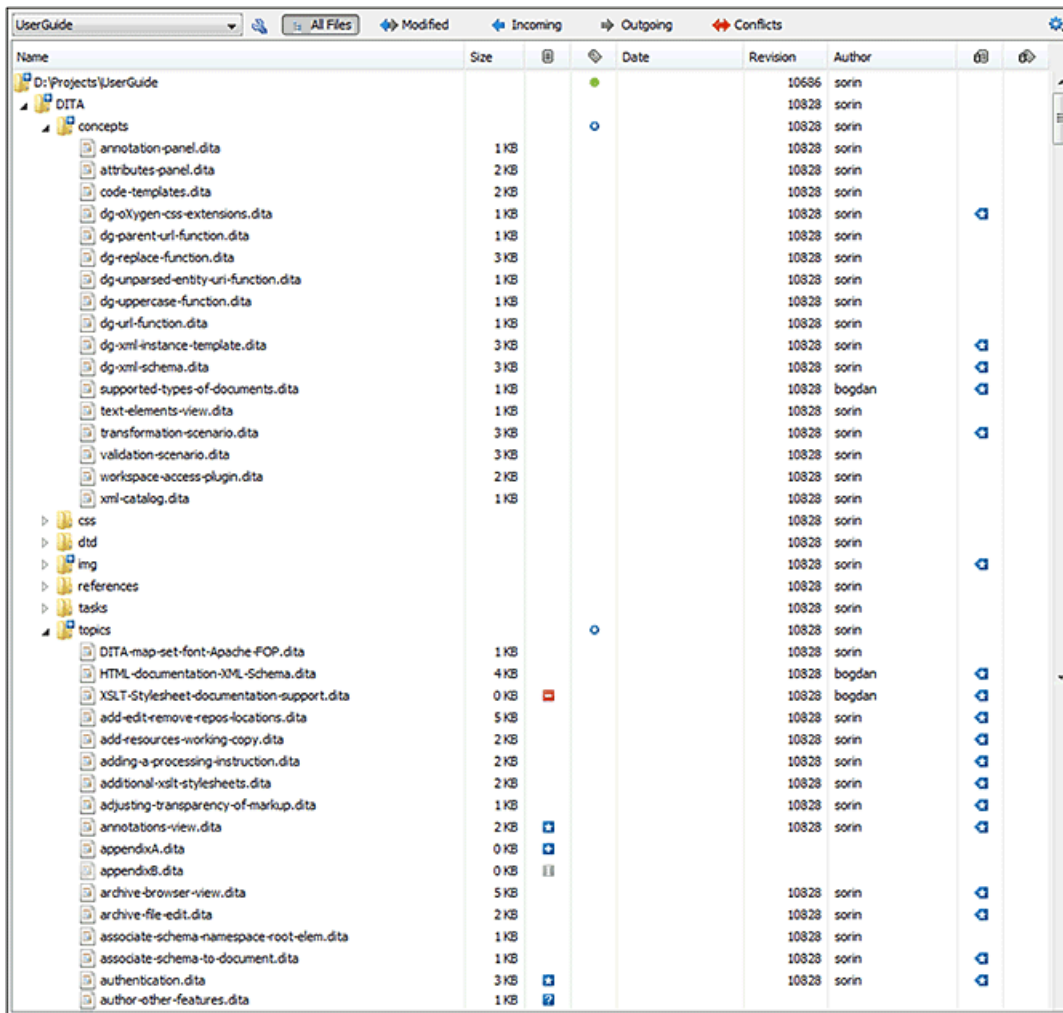 UserGuide All Files Modified Incoming Outgoing Conflicts
Name Size Date Revision Author
D:\Projects\UserGuide 10686 sorin
DITA 10828 sorin
concepts 10828 sorin
annotation-panel.dita 1 KB 10828 sorin
attributes-panel.dita 2 KB 10828 sorin
code-templates.dita 2 KB 10828 sorin
dg-oXygen-css-extensions.dita 1 KB 10828 sorin
dg-parent-url-function.dita 1 KB 10828 sorin
dg-replace-function.dita 3 KB 10828 sorin
dg-unparsed-entity-uri-function.dita 1 KB 10828 sorin
dg-uppercase-function.dita 1 KB 10828 sorin
dg-url-function.dita 1 KB 10828 sorin
dg-xml-instance-template.dita 3 KB 10828 sorin
dg-xml-schema.dita 3 KB 10828 sorin
supported-types-of-documents.dita 1 KB 10828 bogdan
text-elements-view.dita 1 KB 10828 sorin
transformation-scenario.dita 3 KB 10828 sorin
validation-scenario.dita 3 KB 10828 sorin
workspace-access-plugin.dita 2 KB 10828 sorin
xml-catalog.dita 1 KB 10828 sorin
css 10828 sorin
dtd 10828 sorin
img 10828 sorin
references 10828 sorin
tasks 10828 sorin
topics 10828 sorin
DITA-map-set-font-Apache-FOP.dita 1 KB 10828 sorin
HTML-documentation-XML-Schema.dita 4 KB 10828 bogdan
XSLT-Stylesheet-documentation-support.dita 0 KB 10828 bogdan
add-edit-remove-repos-locations.dita 5 KB 10828 sorin
add-resources-working-copy.dita 2 KB 10828 sorin
adding-a-processing-instruction.dita 2 KB 10828 sorin
additional-xslt-stylesheets.dita 2 KB 10828 sorin
adjusting-transparency-of-markup.dita 1 KB 10828 sorin
annotations-view.dita 2 KB 10828 sorin
appendixA.dita 0 KB
appendixB.dita 0 KB
archive-browser-view.dita 5 KB 10828 sorin
archive-file-edit.dita 2 KB 10828 sorin
associate-schema-namespace-root-elem.dita 1 KB 10828 sorin
associate-schema-to-document.dita 1 KB 10828 sorin
authentication.dita 3 KB 10828 sorin
author-other-features.dita 1 KB